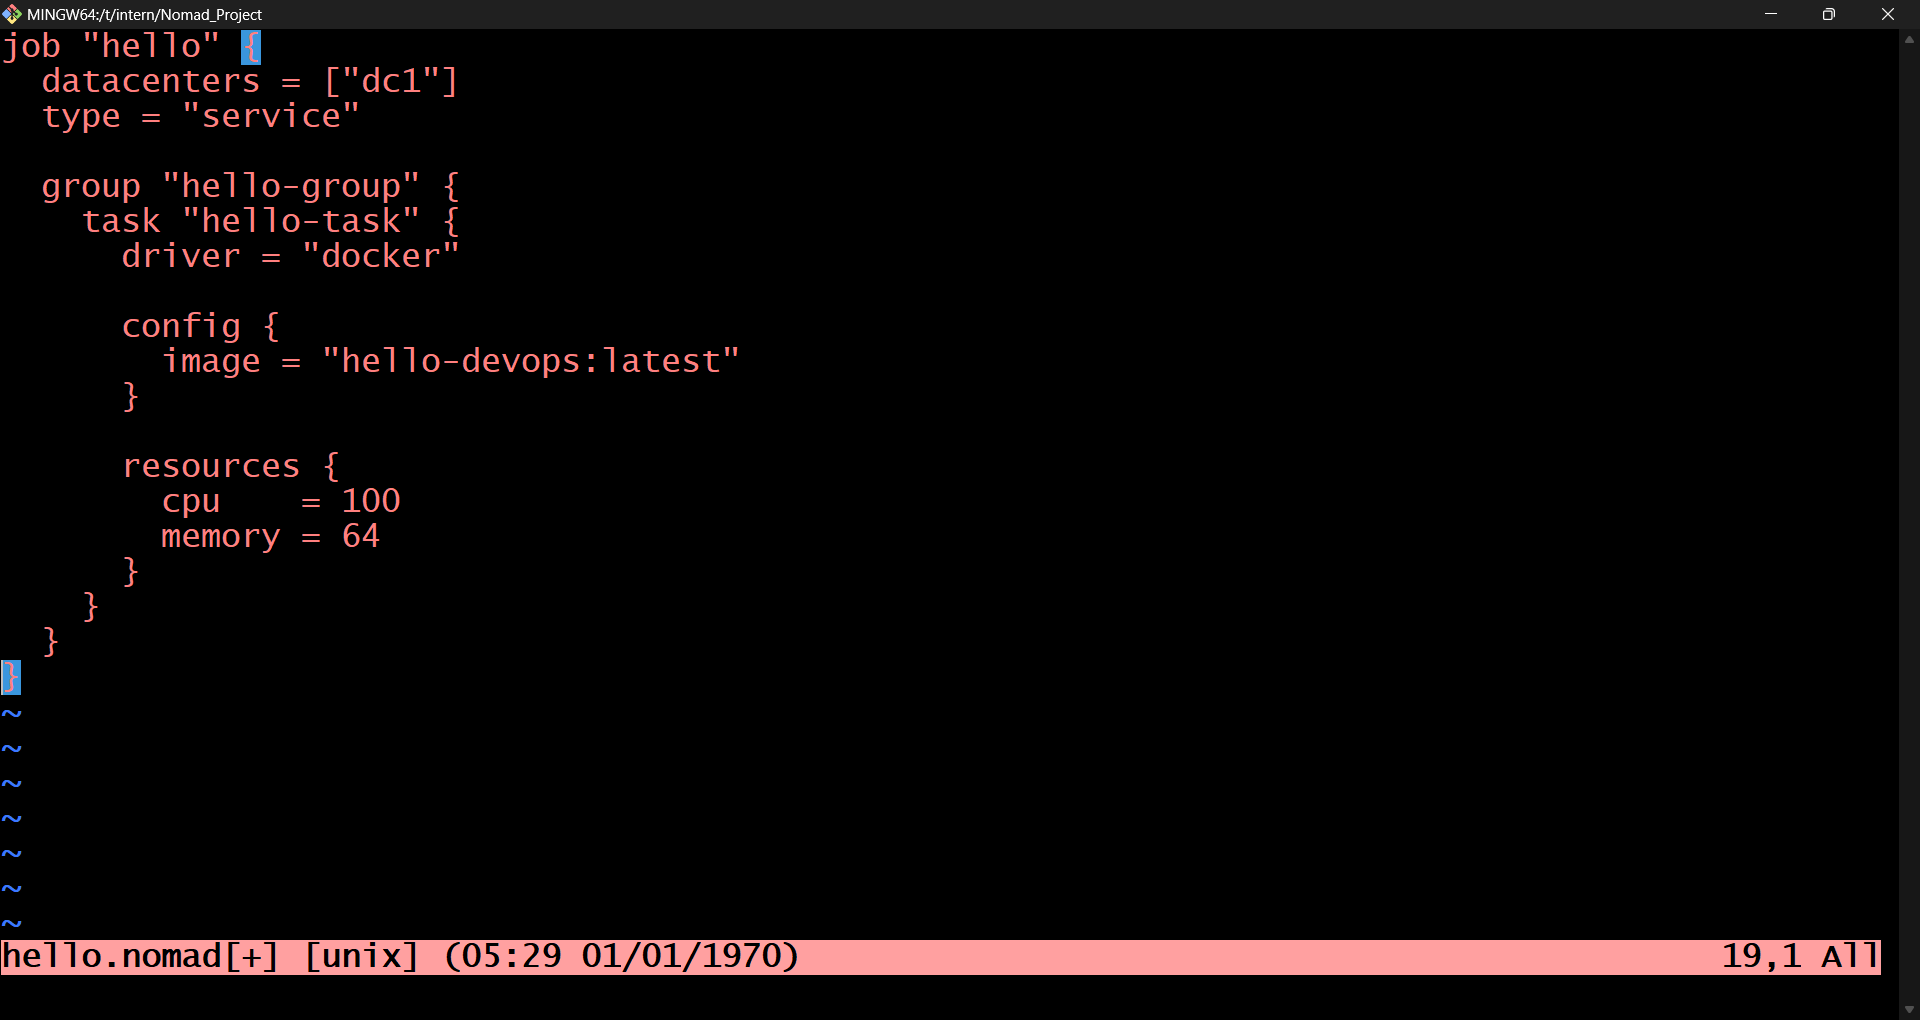 MINGW64:/t/intern/Nomad_Project
job "hello" {
  datacenters = ["dc1"]
  type = "service"

  group "hello-group" {
    task "hello-task" {
      driver = "docker"

      config {
        image = "hello-devops:latest"
      }

      resources {
        cpu    = 100
        memory = 64
      }
    }
  }
}
~
~
~
~
~
~
~
hello.nomad[+] [unix] (05:29 01/01/1970) 19,1 All